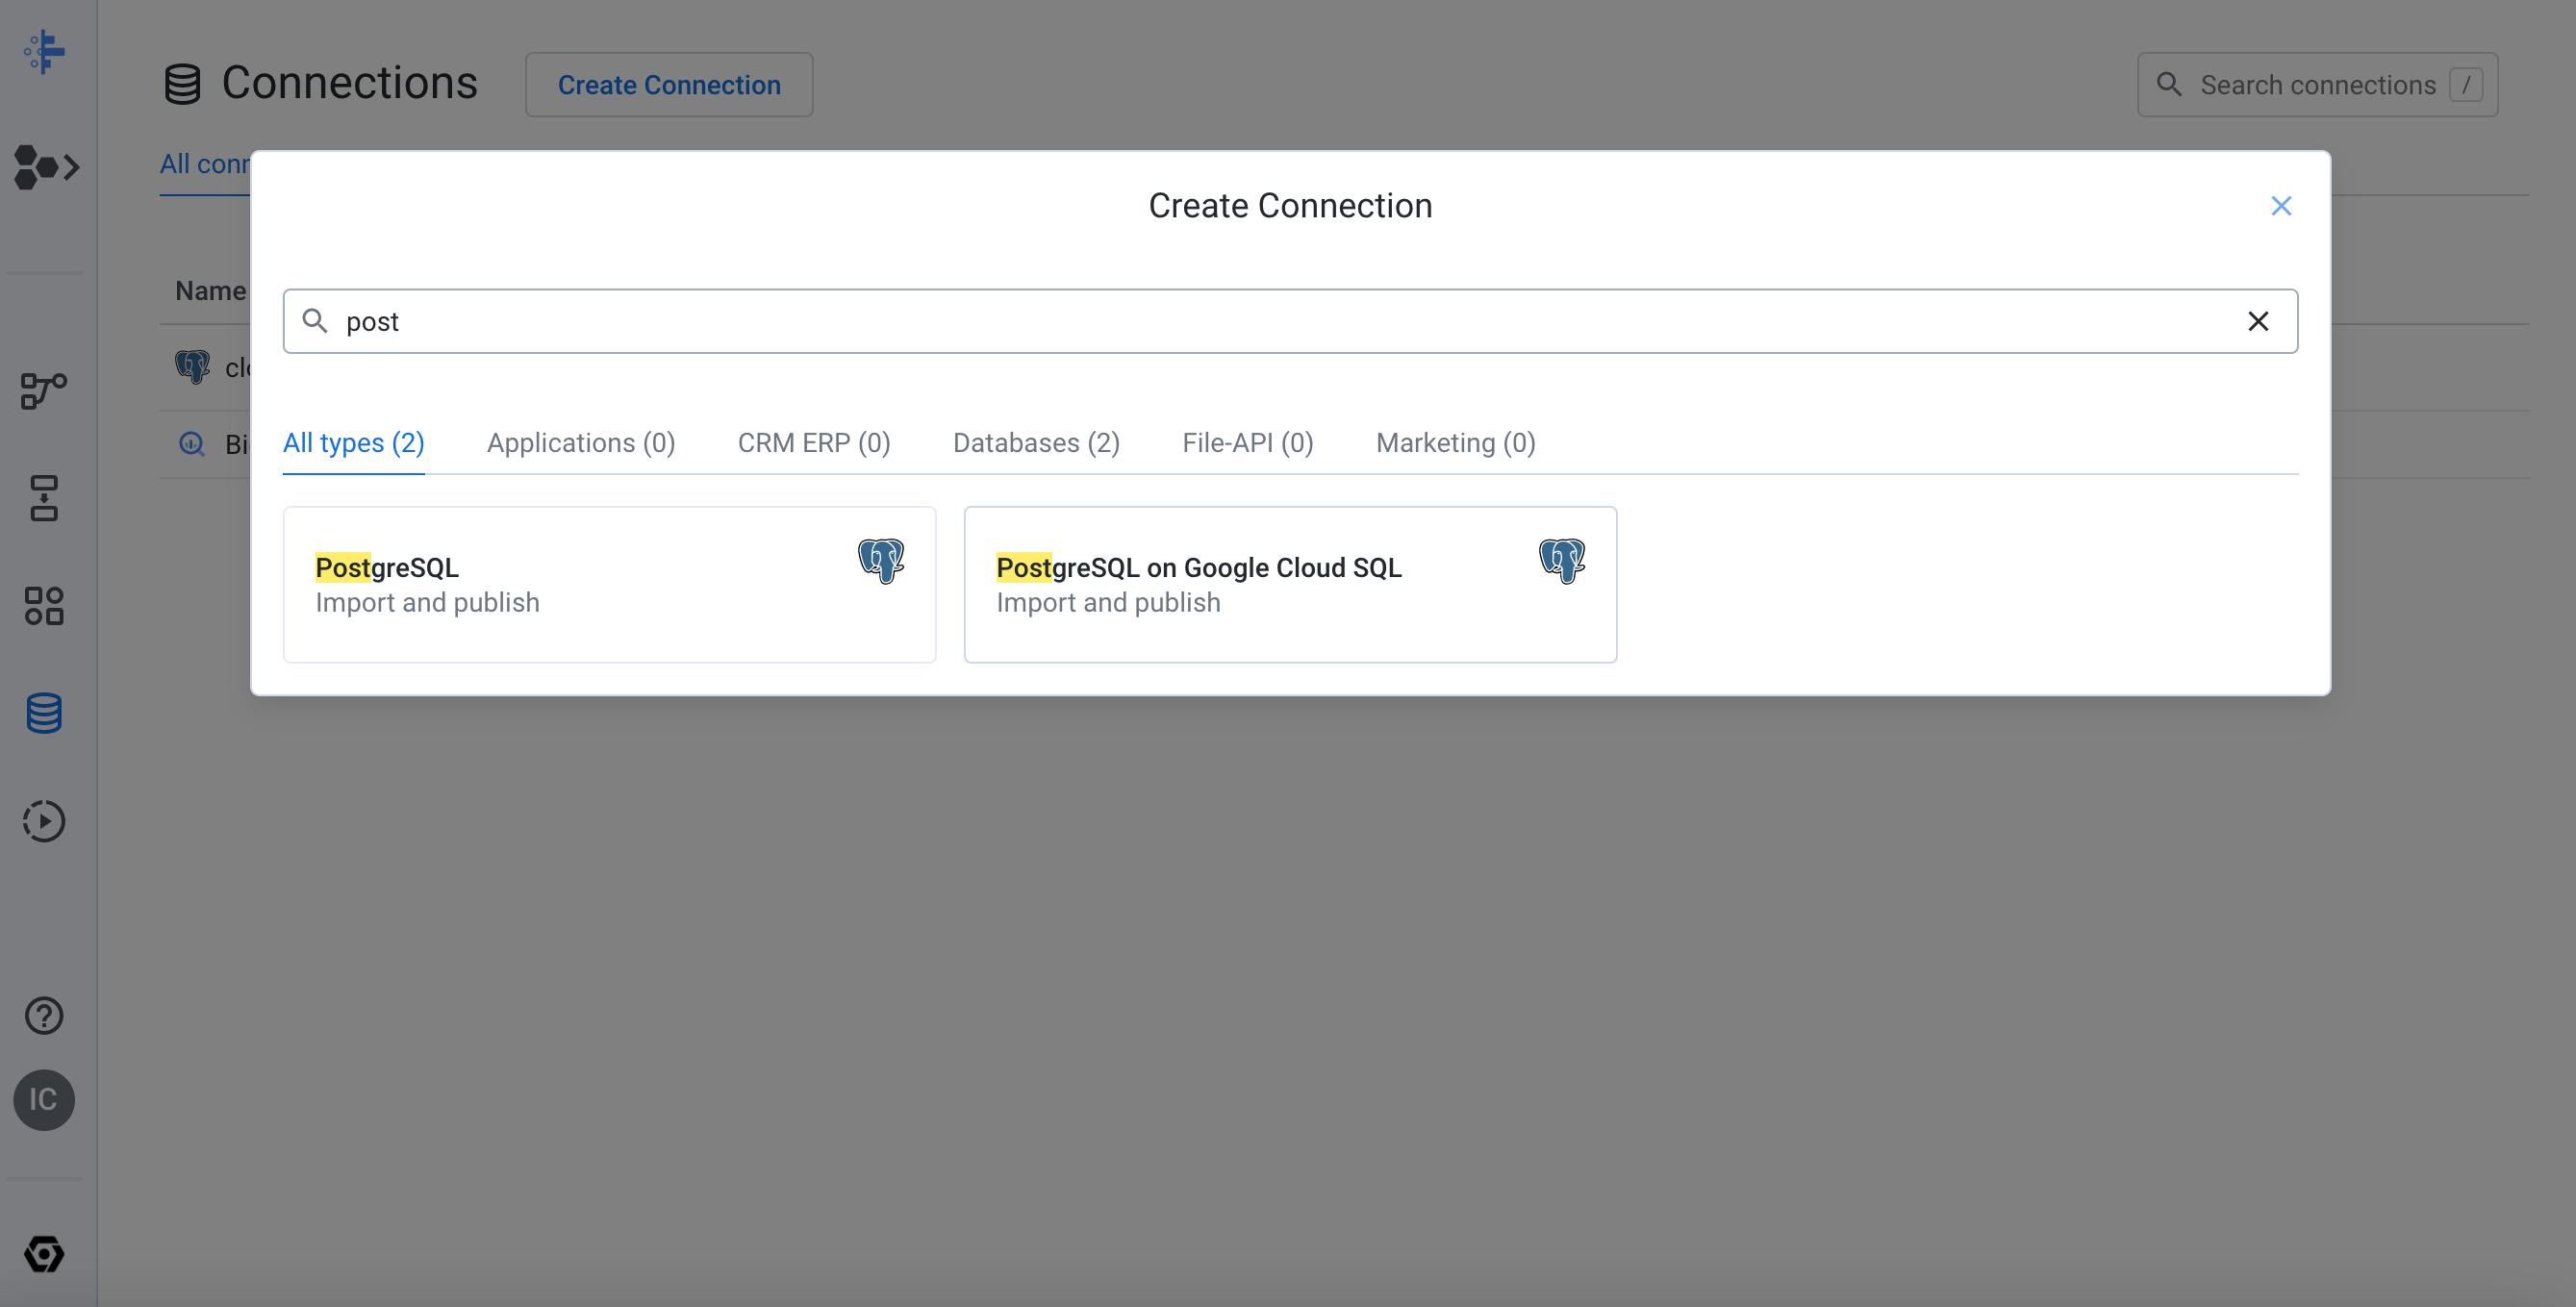 Connections
Create Connection
Search connections /
All conn
Create Connection
Name
post
clo
Bi
All types (2) Applications (0) CRM ERP (0) Databases (2) File-API (0) Marketing (0)
PostgreSQL
Import and publish
PostgreSQL on Google Cloud SQL
Import and publish
IC